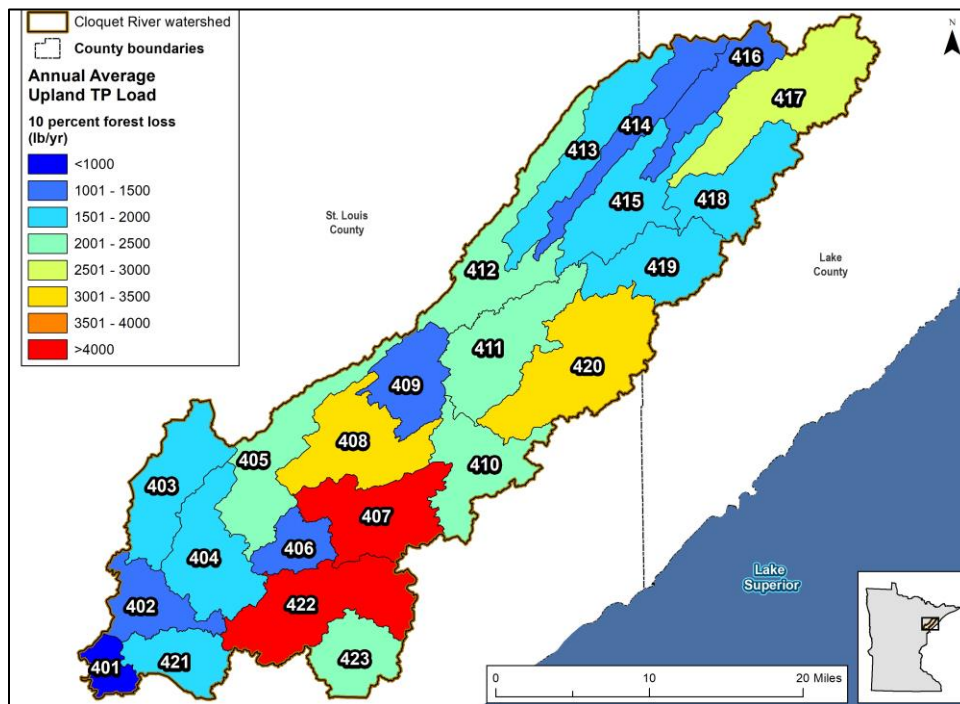 Cloquet River watershed
County boundaries
Annual Average
Upland TP Load
10 percent forest loss
(lb/yr)
<1000
1001 - 1500
1501 - 2000
2001 - 2500
2501 - 3000
3001 - 3500
3501 - 4000
>4000
N
416
417
414
413
415
418
St. Louis
County
412
419
Lake
County
411
420
409
408
405
410
403
407
406
404
Lake
Superior
402
422
423
401
421
0 10 20 Miles